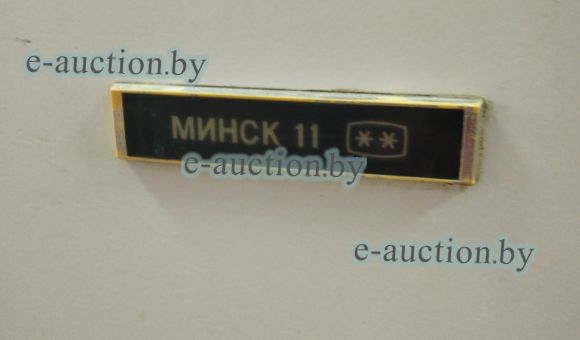 e-auction.by
МИНСК 11 **
e-auction.by
e-auction.by